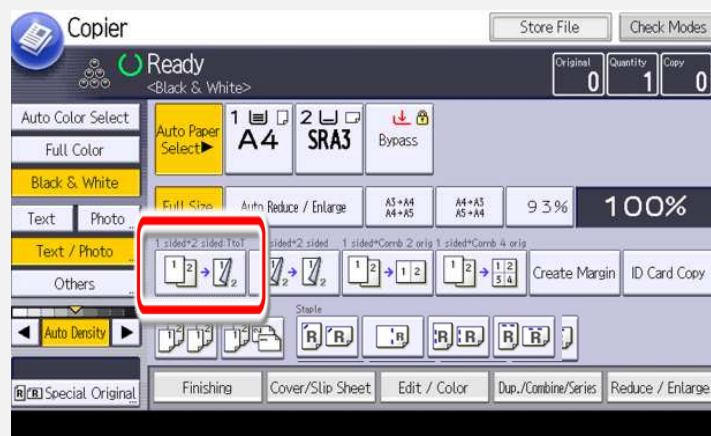 Copier
Store File
Check Modes
Ready
<Black & White>
Original
0
Quantity
1
Copy
0
Auto Color Select
Full Color
Black & White
Text
Photo
Text / Photo
Others
Auto Density
Special Original
Auto Paper
Select▶
1
A4
2
SRA3
Bypass
Full Size
Auto Reduce / Enlarge
A3→A4
A4→A5
A4→A3
A5→A4
93%
100%
1 sided→2 sided:TtoT
sided→2 sided
1 sided→Comb 2 orig
1 sided→Comb 4 orig
Create Margin
ID Card Copy
Staple
Finishing
Cover/Slip Sheet
Edit / Color
Dup./Combine/Series
Reduce / Enlarge